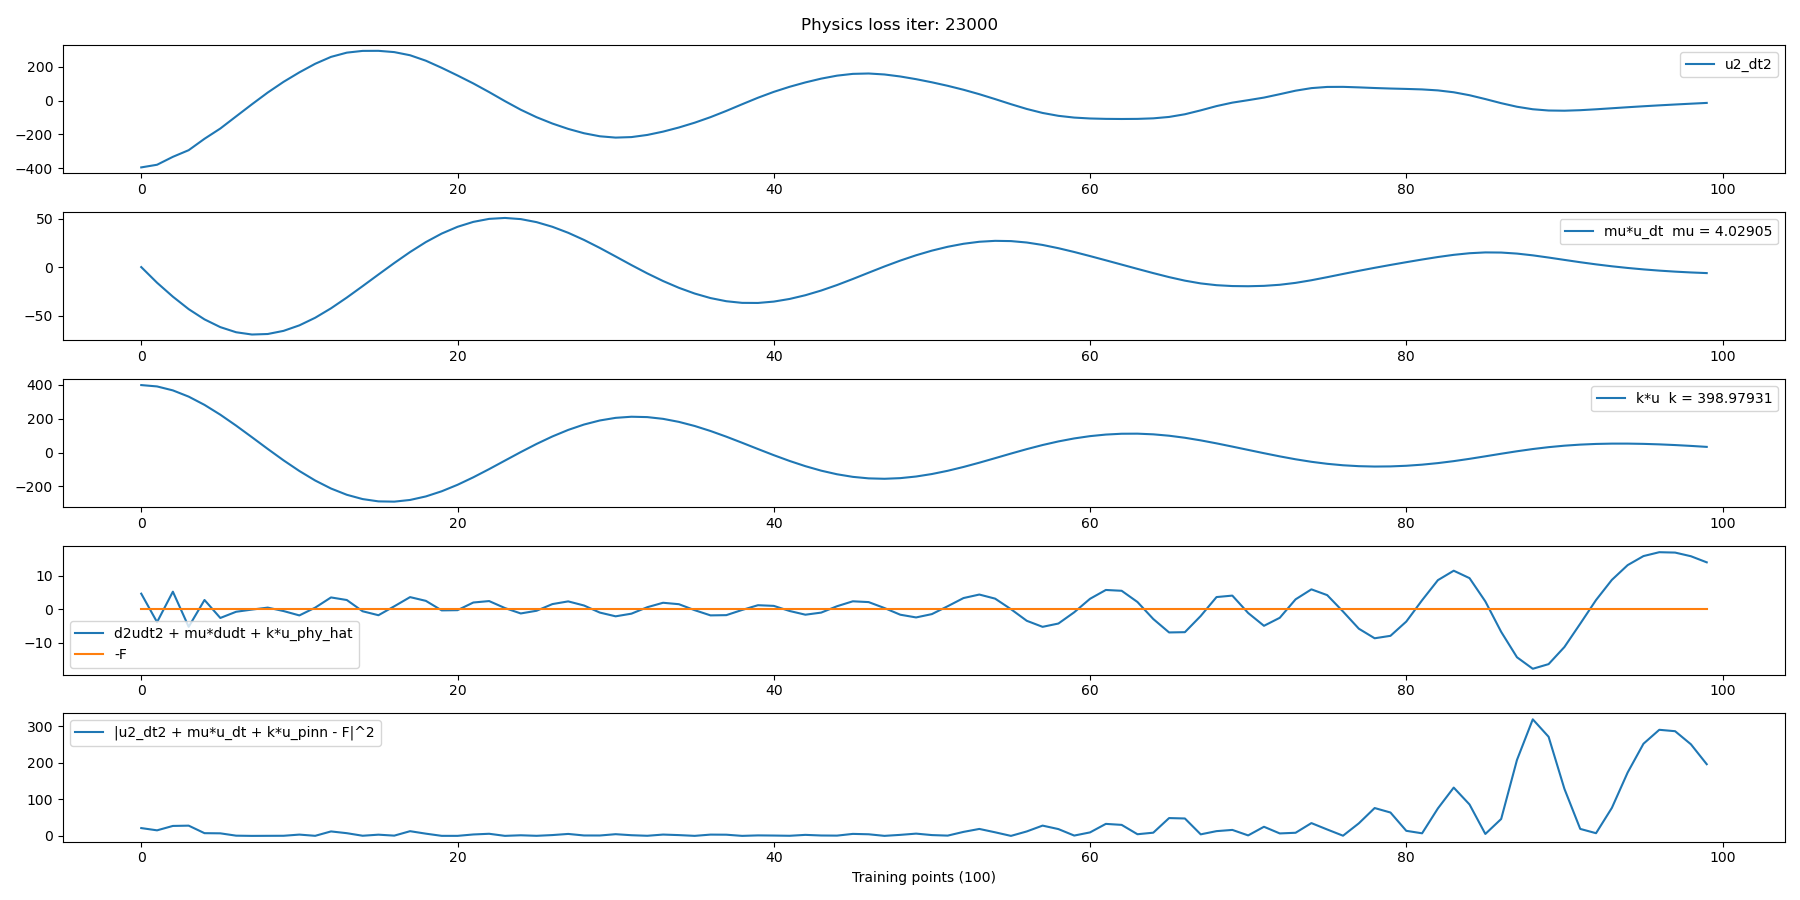 Physics loss iter: 23000
200
0
−200
−400
u2_dt2
0 20 40 60 80 100
50
0
−50
mu*u_dt  mu = 4.02905
0 20 40 60 80 100
400
200
0
−200
k*u  k = 398.97931
0 20 40 60 80 100
10
0
−10
d2udt2 + mu*dudt + k*u_phy_hat
-F
0 20 40 60 80 100
300
200
100
0
|u2_dt2 + mu*u_dt + k*u_pinn - F|^2
0 20 40 60 80 100
Training points (100)